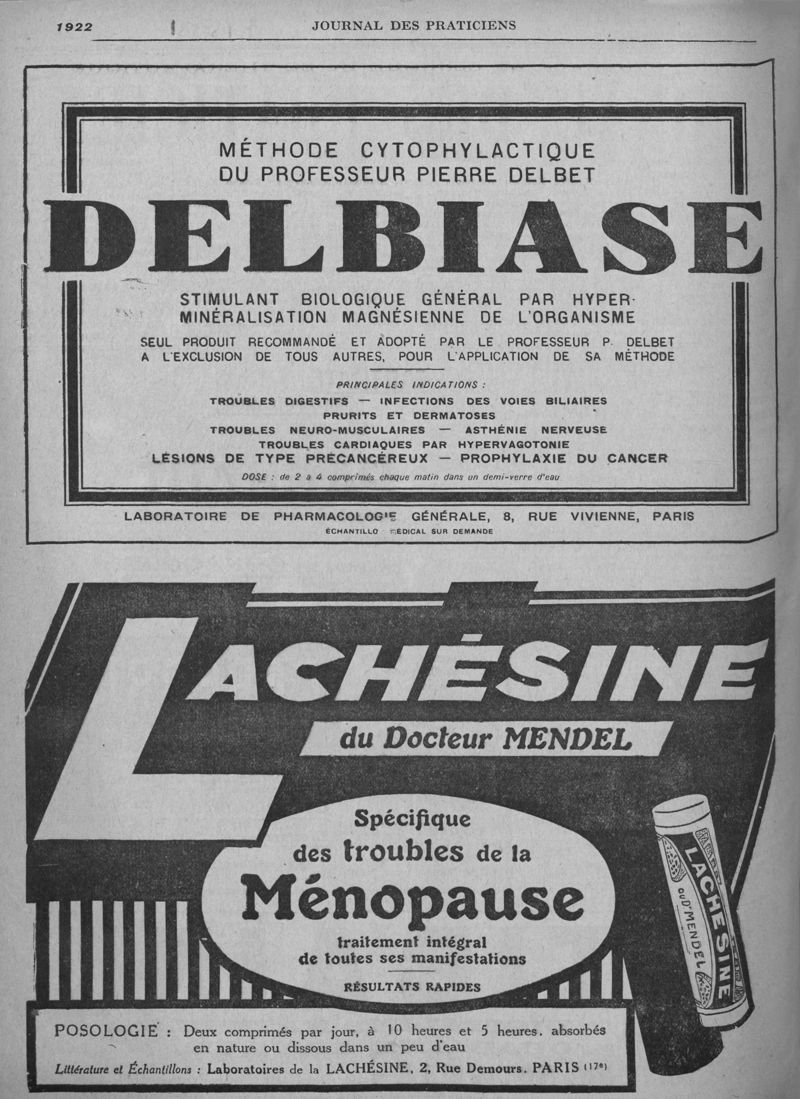 1922
JOURNAL DES PRATICIENS
MÉTHODE CYTOPHYLACTIQUE
DU PROFESSEUR PIERRE DELBET
DELBIASE
STIMULANT BIOLOGIQUE GÉNÉRAL PAR HYPER-
MINÉRALISATION MAGNÉSIENNE DE L'ORGANISME
SEUL PRODUIT RECOMMANDÉ ET ADOPTÉ PAR LE PROFESSEUR P. DELBET
A L'EXCLUSION DE TOUS AUTRES, POUR L'APPLICATION DE SA MÉTHODE
PRINCIPALES INDICATIONS :
TROUBLES DIGESTIFS — INFECTIONS DES VOIES BILIAIRES
PRURITS ET DERMATOSES
TROUBLES NEURO-MUSCULAIRES — ASTHÉNIE NERVEUSE
TROUBLES CARDIAQUES PAR HYPERVAGOTONIE
LÉSIONS DE TYPE PRÉCANCÉREUX — PROPHYLAXIE DU CANCER
DOSE : de 2 à 4 comprimés chaque matin dans un demi-verre d'eau
LABORATOIRE DE PHARMACOLOGIE GÉNÉRALE, 8, RUE VIVIENNE, PARIS
ÉCHANTILLO MÉDICAL SUR DEMANDE
LACHÉSINE
du Docteur MENDEL
Spécifique
des troubles de la
Ménopause
traitement intégral
de toutes ses manifestations
RÉSULTATS RAPIDES
LACHESINE
DU Dr MENDEL
POSOLOGIE : Deux comprimés par jour, à 10 heures et 5 heures. absorbés
en nature ou dissous dans un peu d'eau
Littérature et Échantillons : Laboratoires de la LACHÉSINE, 2, Rue Demours. PARIS (17e)